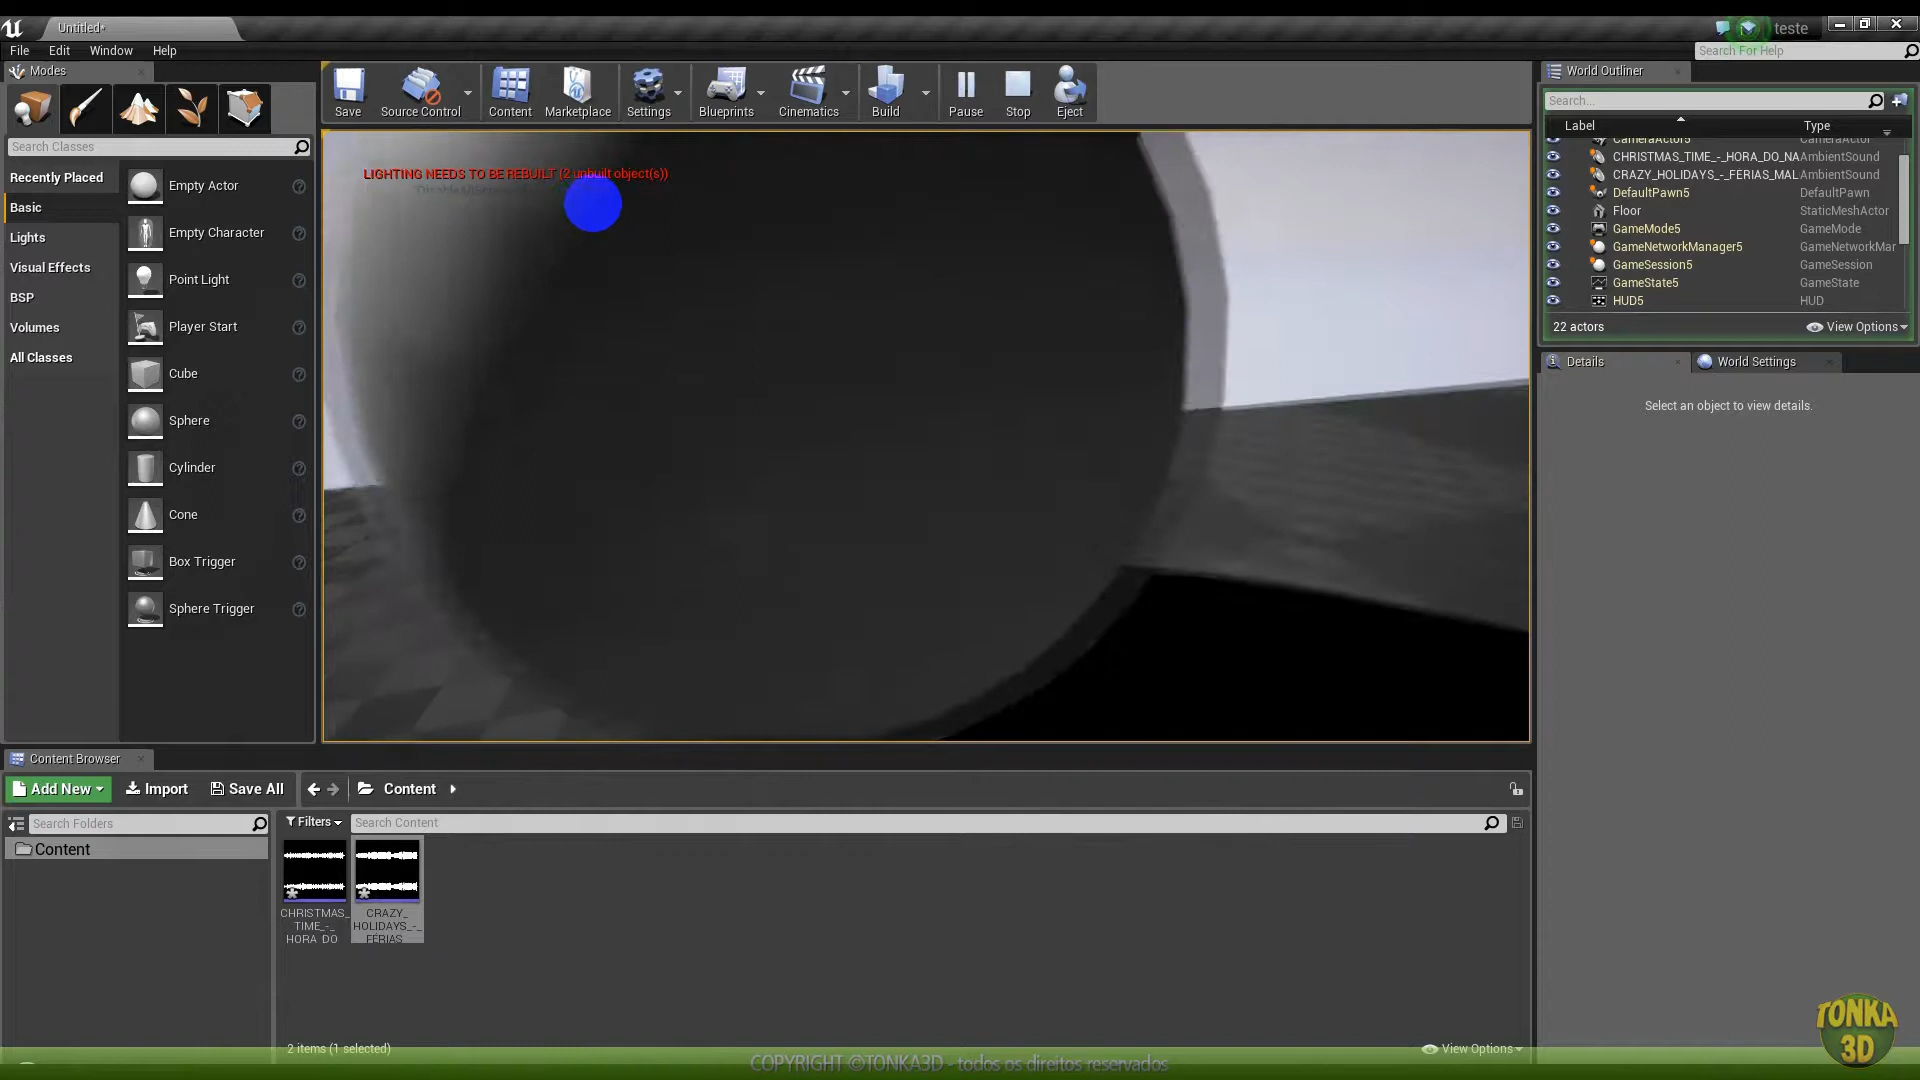 Untitled*
teste
File Edit Window Help
Search For Help
Modes
Save
Source Control
Content
Marketplace
Settings
Blueprints
Cinematics
Build
Pause
Stop
Eject
World Outliner
Search...
Label
Type
CameraActor5 CameraActor
CHRISTMAS_TIME_-_HORA_DO_NA AmbientSound
CRAZY_HOLIDAYS_-_FÉRIAS_MAL AmbientSound
DefaultPawn5 DefaultPawn
Floor StaticMeshActor
GameMode5 GameMode
GameNetworkManager5 GameNetworkMar
GameSession5 GameSession
GameState5 GameState
HUD5 HUD
22 actors
View Options
Details
World Settings
Select an object to view details.
Search Classes
Recently Placed
Basic
Lights
Visual Effects
BSP
Volumes
All Classes
Empty Actor
Empty Character
Point Light
Player Start
Cube
Sphere
Cylinder
Cone
Box Trigger
Sphere Trigger
LIGHTING NEEDS TO BE REBUILT (2 unbuilt object(s))
Content Browser
Add New
Import
Save All
Content
Search Folders
Filters
Search Content
Content
CHRISTMAS_
TIME_-_
HORA_DO
CRAZY_
HOLIDAYS_-_
FÉRIAS
2 items (1 selected)
View Options
COPYRIGHT ©TONKA3D - todos os direitos reservados
TONKA
3D